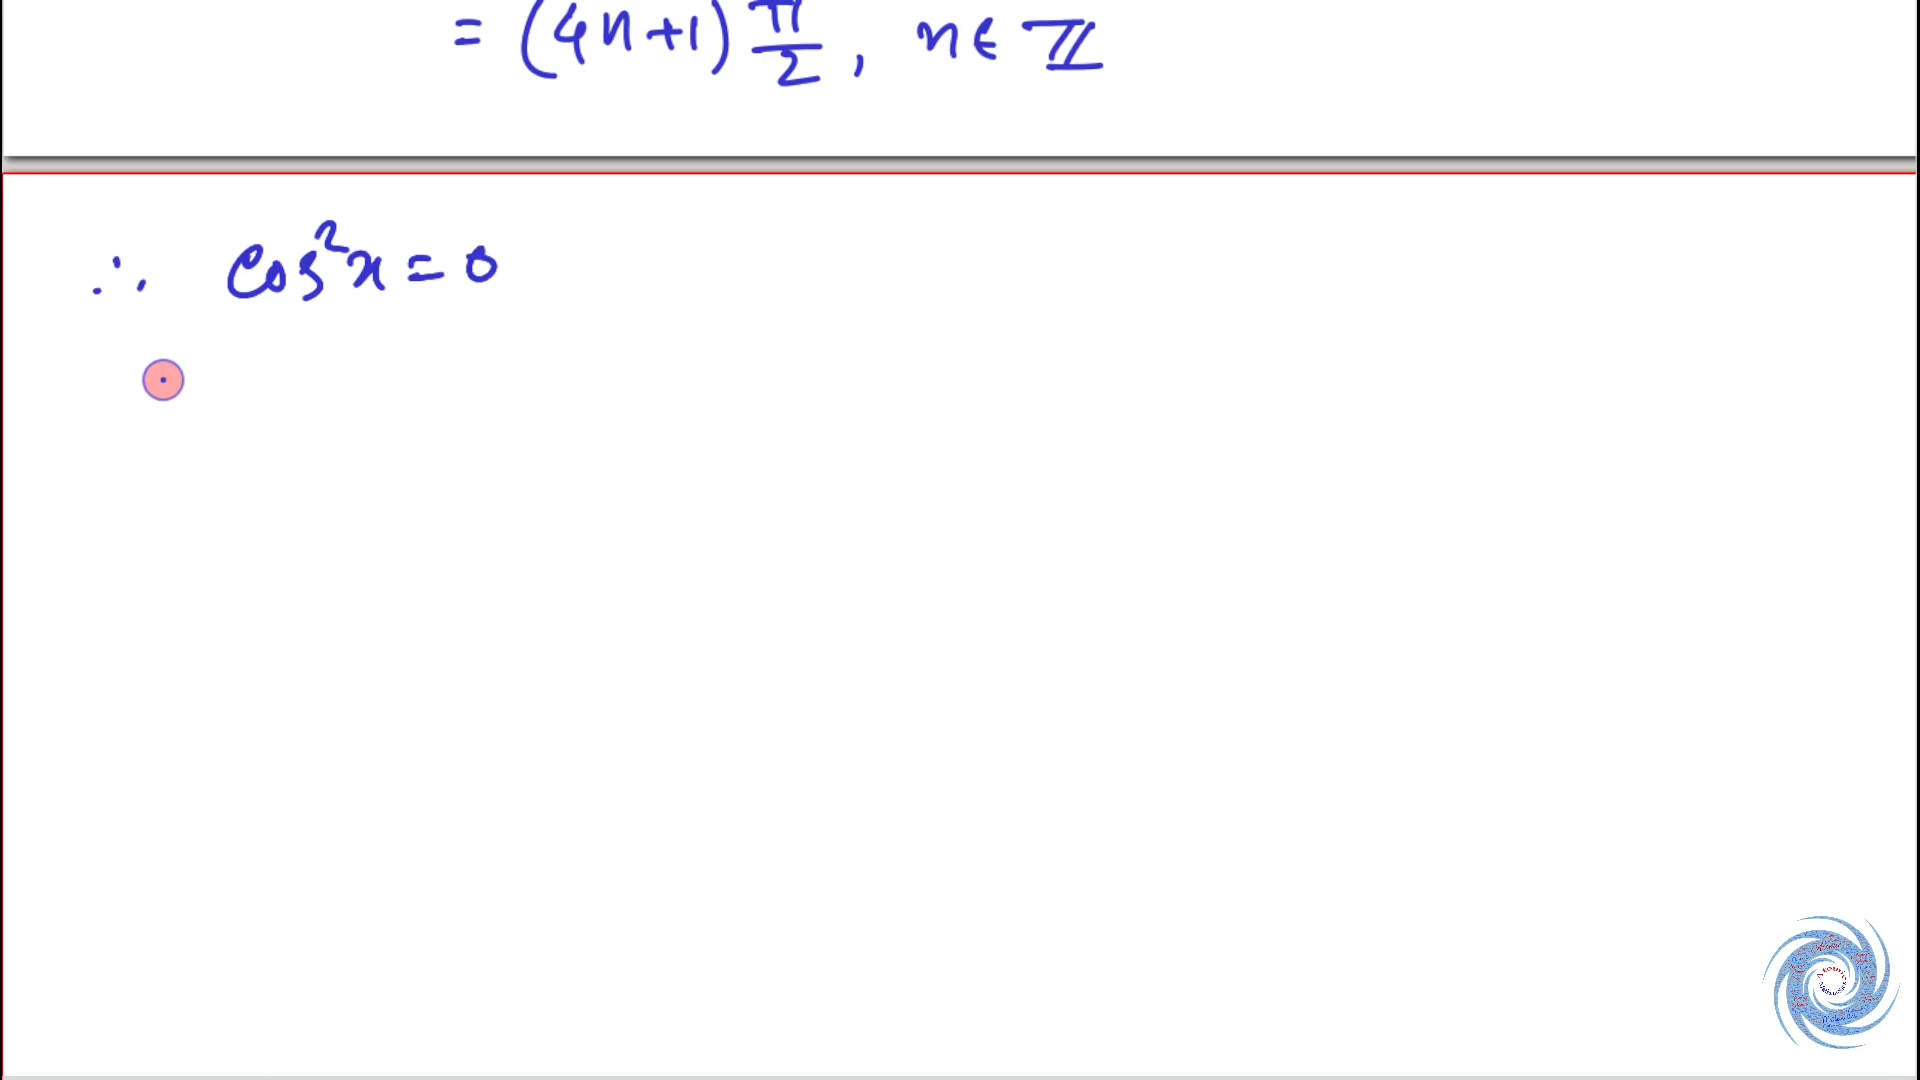 = (4n+1) π/2, n ∈ ℤ
∴ Cos²x = 0